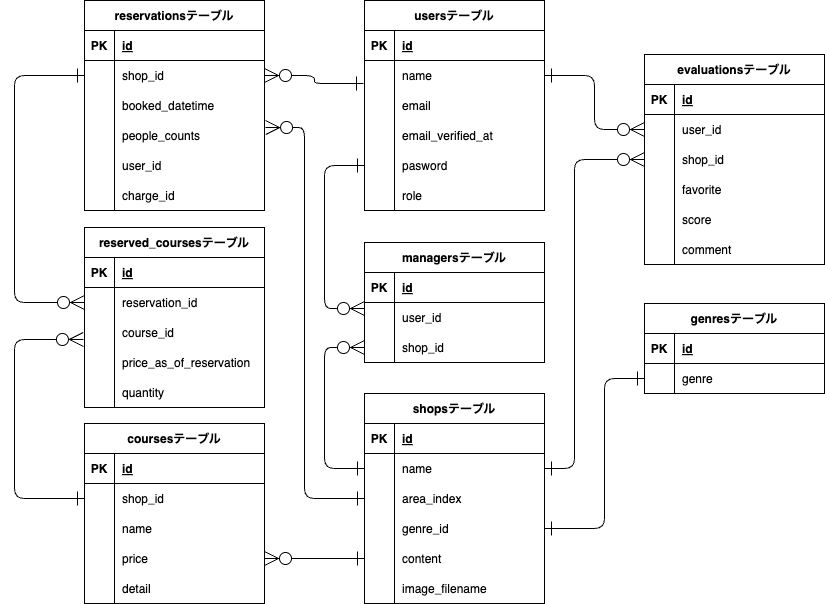 reservationsテーブル
PK id
shop_id
booked_datetime
people_counts
user_id
charge_id
reserved_coursesテーブル
PK id
reservation_id
course_id
price_as_of_reservation
quantity
coursesテーブル
PK id
shop_id
name
price
detail
usersテーブル
PK id
name
email
email_verified_at
pasword
role
managersテーブル
PK id
user_id
shop_id
shopsテーブル
PK id
name
area_index
genre_id
content
image_filename
evaluationsテーブル
PK id
user_id
shop_id
favorite
score
comment
genresテーブル
PK id
genre